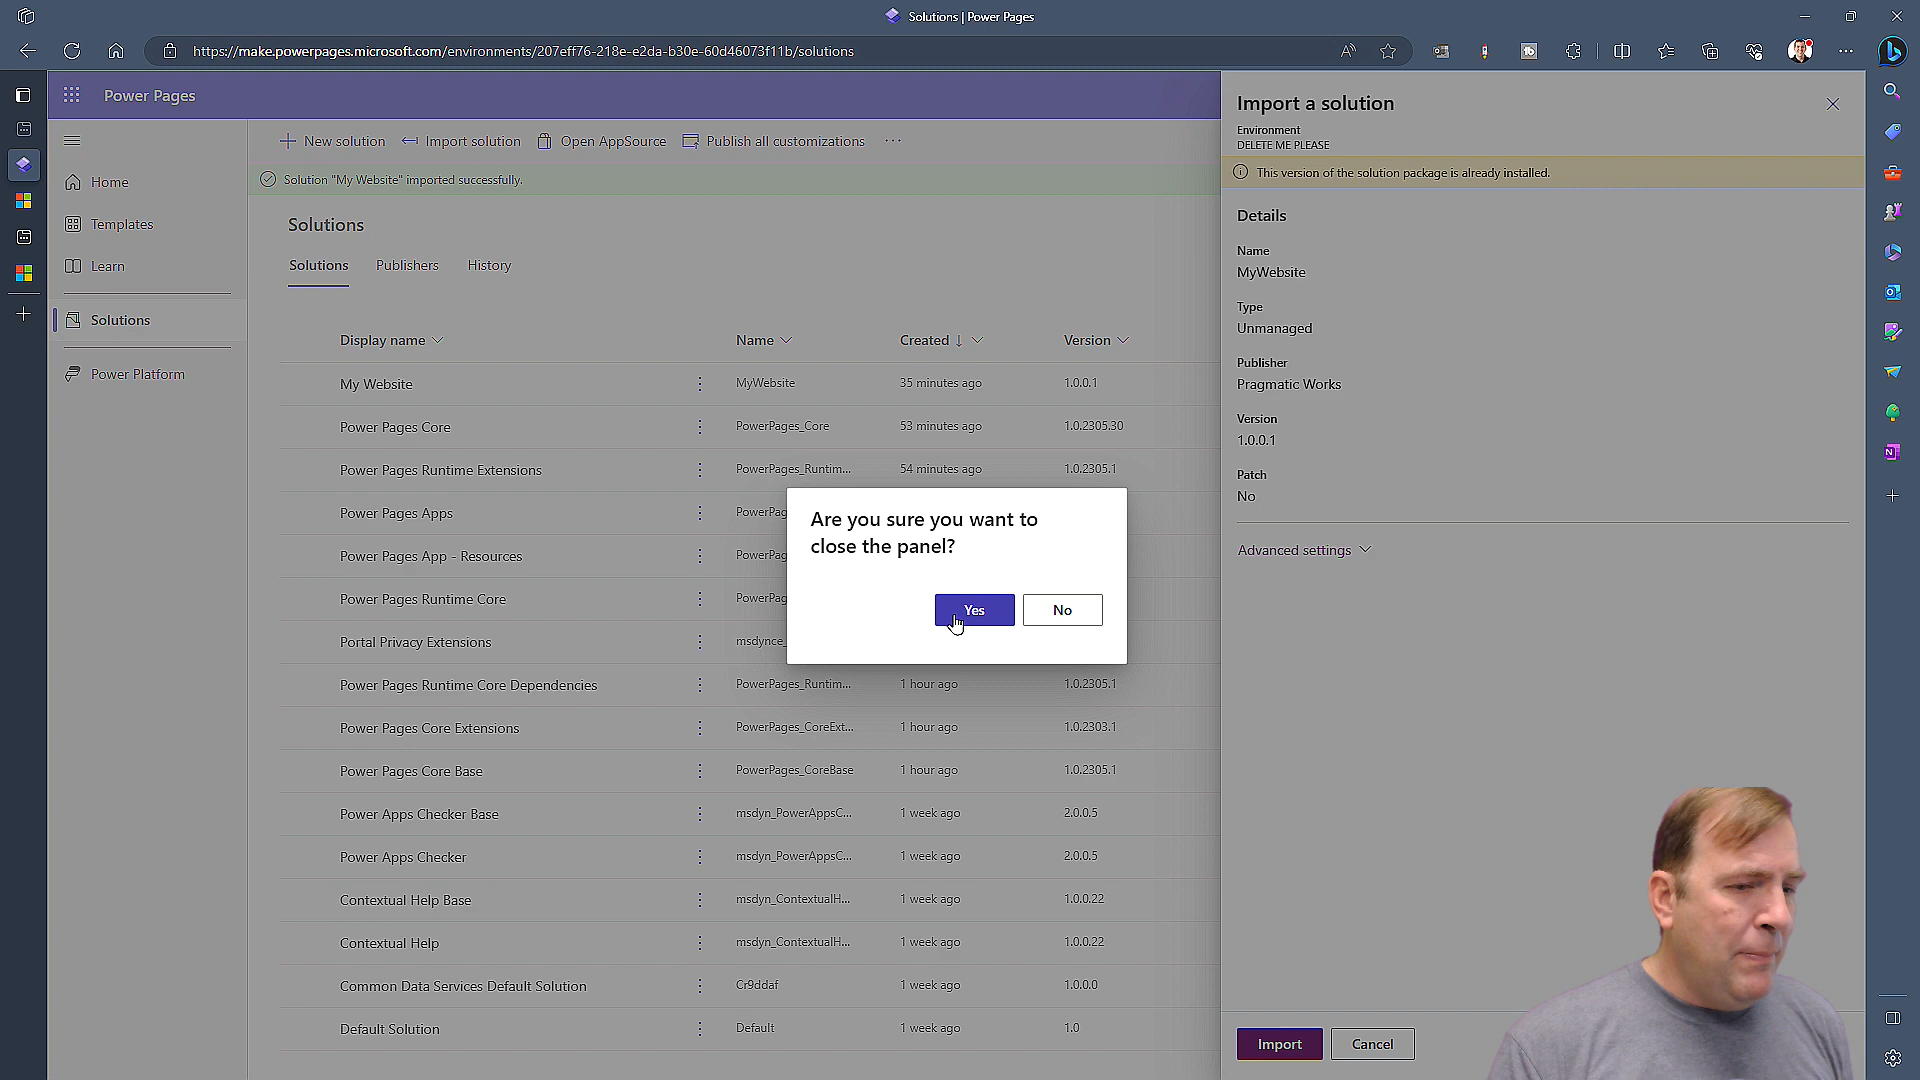 Solutions | Power Pages
https://make.powerpages.microsoft.com/environments/207eff76-218e-e2da-b30e-60d46073f11b/solutions
Power Pages
New solution
Import solution
Open AppSource
Publish all customizations
Solution "My Website" imported successfully.
Home
Templates
Learn
Solutions
Power Platform
Solutions
Solutions Publishers History
Display name Name Created ↓ Version
My Website MyWebsite 35 minutes ago 1.0.0.1
Power Pages Core PowerPages_Core 53 minutes ago 1.0.2305.30
Power Pages Runtime Extensions PowerPages_Runtim... 54 minutes ago 1.0.2305.1
Power Pages Apps PowerPag
Power Pages App - Resources PowerPag
Power Pages Runtime Core PowerPag
Portal Privacy Extensions msdynce_
Power Pages Runtime Core Dependencies PowerPages_Runtim... 1 hour ago 1.0.2305.1
Power Pages Core Extensions PowerPages_CoreExt... 1 hour ago 1.0.2303.1
Power Pages Core Base PowerPages_CoreBase 1 hour ago 1.0.2305.1
Power Apps Checker Base msdyn_PowerAppsC... 1 week ago 2.0.0.5
Power Apps Checker msdyn_PowerAppsC... 1 week ago 2.0.0.5
Contextual Help Base msdyn_ContextualH... 1 week ago 1.0.0.22
Contextual Help msdyn_ContextualH... 1 week ago 1.0.0.22
Common Data Services Default Solution Cr9ddaf 1 week ago 1.0.0.0
Default Solution Default 1 week ago 1.0
Are you sure you want to
close the panel?
Yes No
Import a solution
Environment
DELETE ME PLEASE
This version of the solution package is already installed.
Details
Name
MyWebsite
Type
Unmanaged
Publisher
Pragmatic Works
Version
1.0.0.1
Patch
No
Advanced settings
Import Cancel